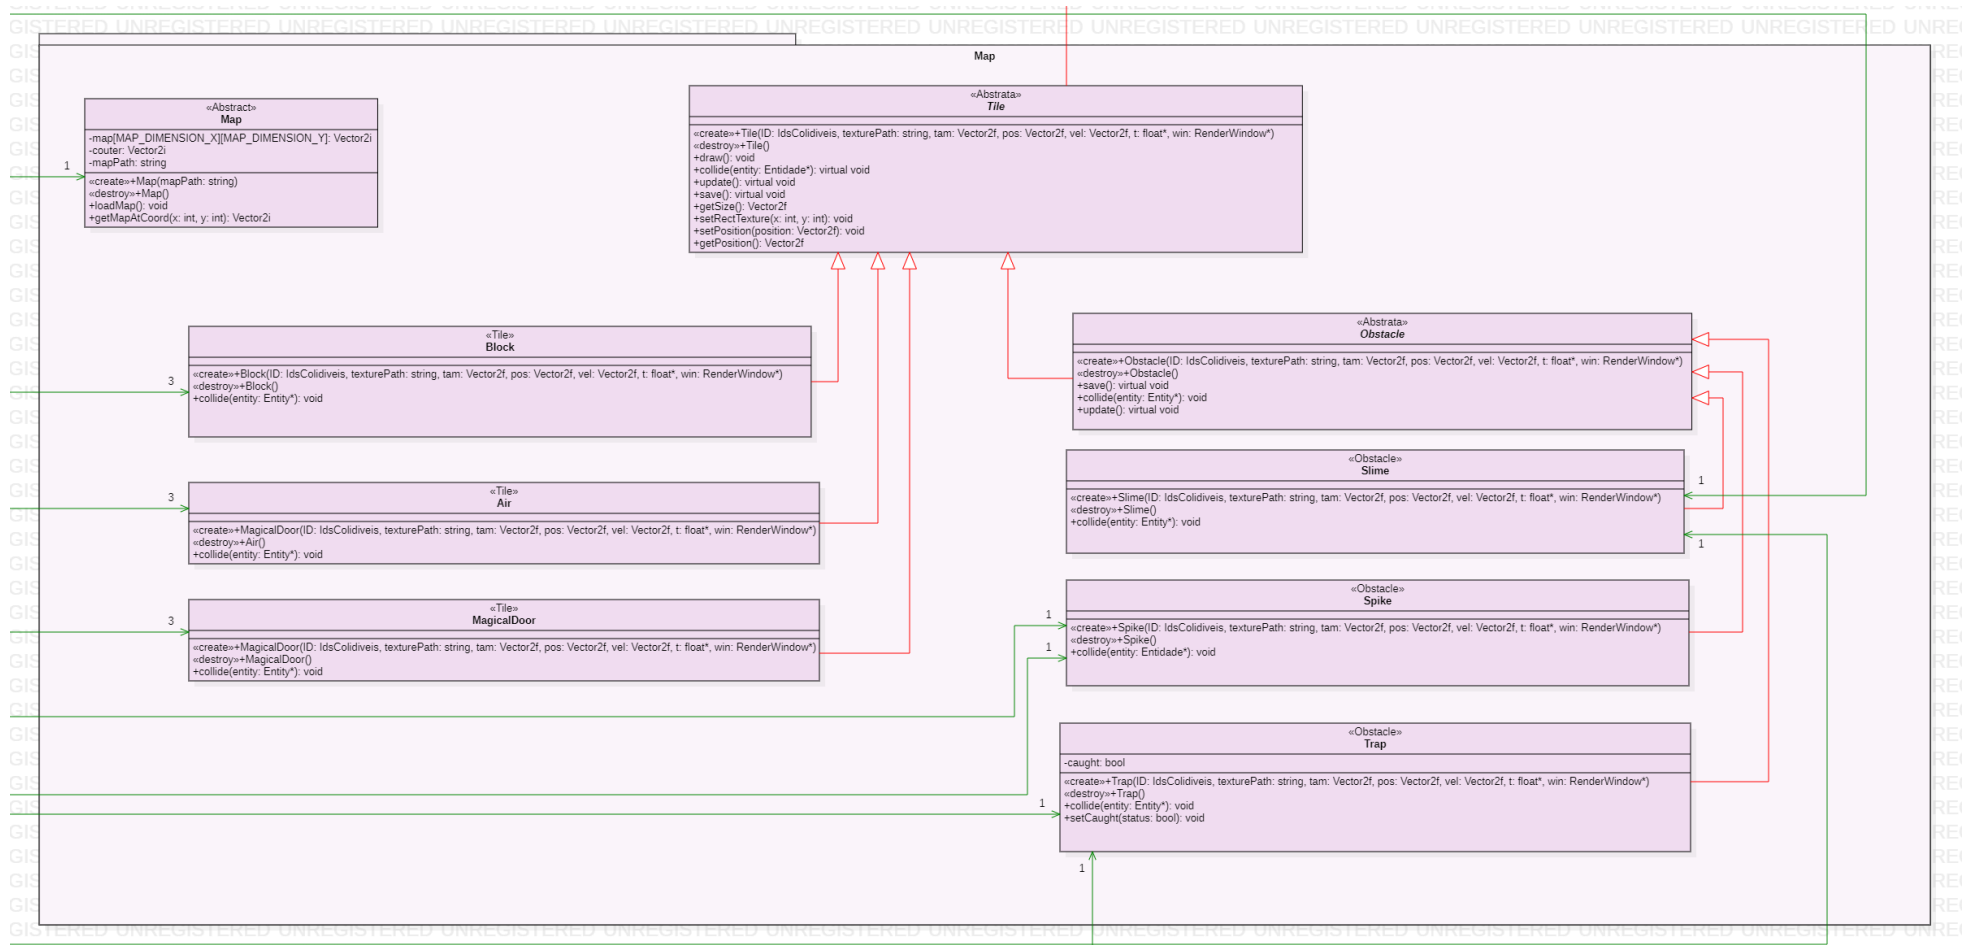 UNREGISTERED UNREGISTERED UNREGISTERED UNREGISTERED UNREGISTERED UNREGISTERED
Map
«Abstract»
Map
-map[MAP_DIMENSION_X][MAP_DIMENSION_Y]: Vector2i
-couter: Vector2i
-mapPath: string
«create»+Map(mapPath: string)
«destroy»+Map()
+loadMap(): void
+getMapAtCoord(x: int, y: int): Vector2i
1
«Abstrata»
Tile
«create»+Tile(ID: IdsColidiveis, texturePath: string, tam: Vector2f, pos: Vector2f, vel: Vector2f, t: float*, win: RenderWindow*)
«destroy»+Tile()
+draw(): void
+collide(entity: Entidade*): virtual void
+update(): virtual void
+save(): virtual void
+getSize(): Vector2f
+setRectTexture(x: int, y: int): void
+setPosition(position: Vector2f): void
+getPosition(): Vector2f
«Tile»
Block
«create»+Block(ID: IdsColidiveis, texturePath: string, tam: Vector2f, pos: Vector2f, vel: Vector2f, t: float*, win: RenderWindow*)
«destroy»+Block()
+collide(entity: Entity*): void
3
«Abstrata»
Obstacle
«create»+Obstacle(ID: IdsColidiveis, texturePath: string, tam: Vector2f, pos: Vector2f, vel: Vector2f, t: float*, win: RenderWindow*)
«destroy»+Obstacle()
+save(): virtual void
+collide(entity: Entity*): void
+update(): virtual void
«Tile»
Air
«create»+MagicalDoor(ID: IdsColidiveis, texturePath: string, tam: Vector2f, pos: Vector2f, vel: Vector2f, t: float*, win: RenderWindow*)
«destroy»+Air()
+collide(entity: Entity*): void
3
«Obstacle»
Slime
«create»+Slime(ID: IdsColidiveis, texturePath: string, tam: Vector2f, pos: Vector2f, vel: Vector2f, t: float*, win: RenderWindow*)
«destroy»+Slime()
+collide(entity: Entity*): void
1
1
«Tile»
MagicalDoor
«create»+MagicalDoor(ID: IdsColidiveis, texturePath: string, tam: Vector2f, pos: Vector2f, vel: Vector2f, t: float*, win: RenderWindow*)
«destroy»+MagicalDoor()
+collide(entity: Entity*): void
3
«Obstacle»
Spike
«create»+Spike(ID: IdsColidiveis, texturePath: string, tam: Vector2f, pos: Vector2f, vel: Vector2f, t: float*, win: RenderWindow*)
«destroy»+Spike()
+collide(entity: Entidade*): void
1
1
«Obstacle»
Trap
-caught: bool
«create»+Trap(ID: IdsColidiveis, texturePath: string, tam: Vector2f, pos: Vector2f, vel: Vector2f, t: float*, win: RenderWindow*)
«destroy»+Trap()
+collide(entity: Entity*): void
+setCaught(status: bool): void
1
1